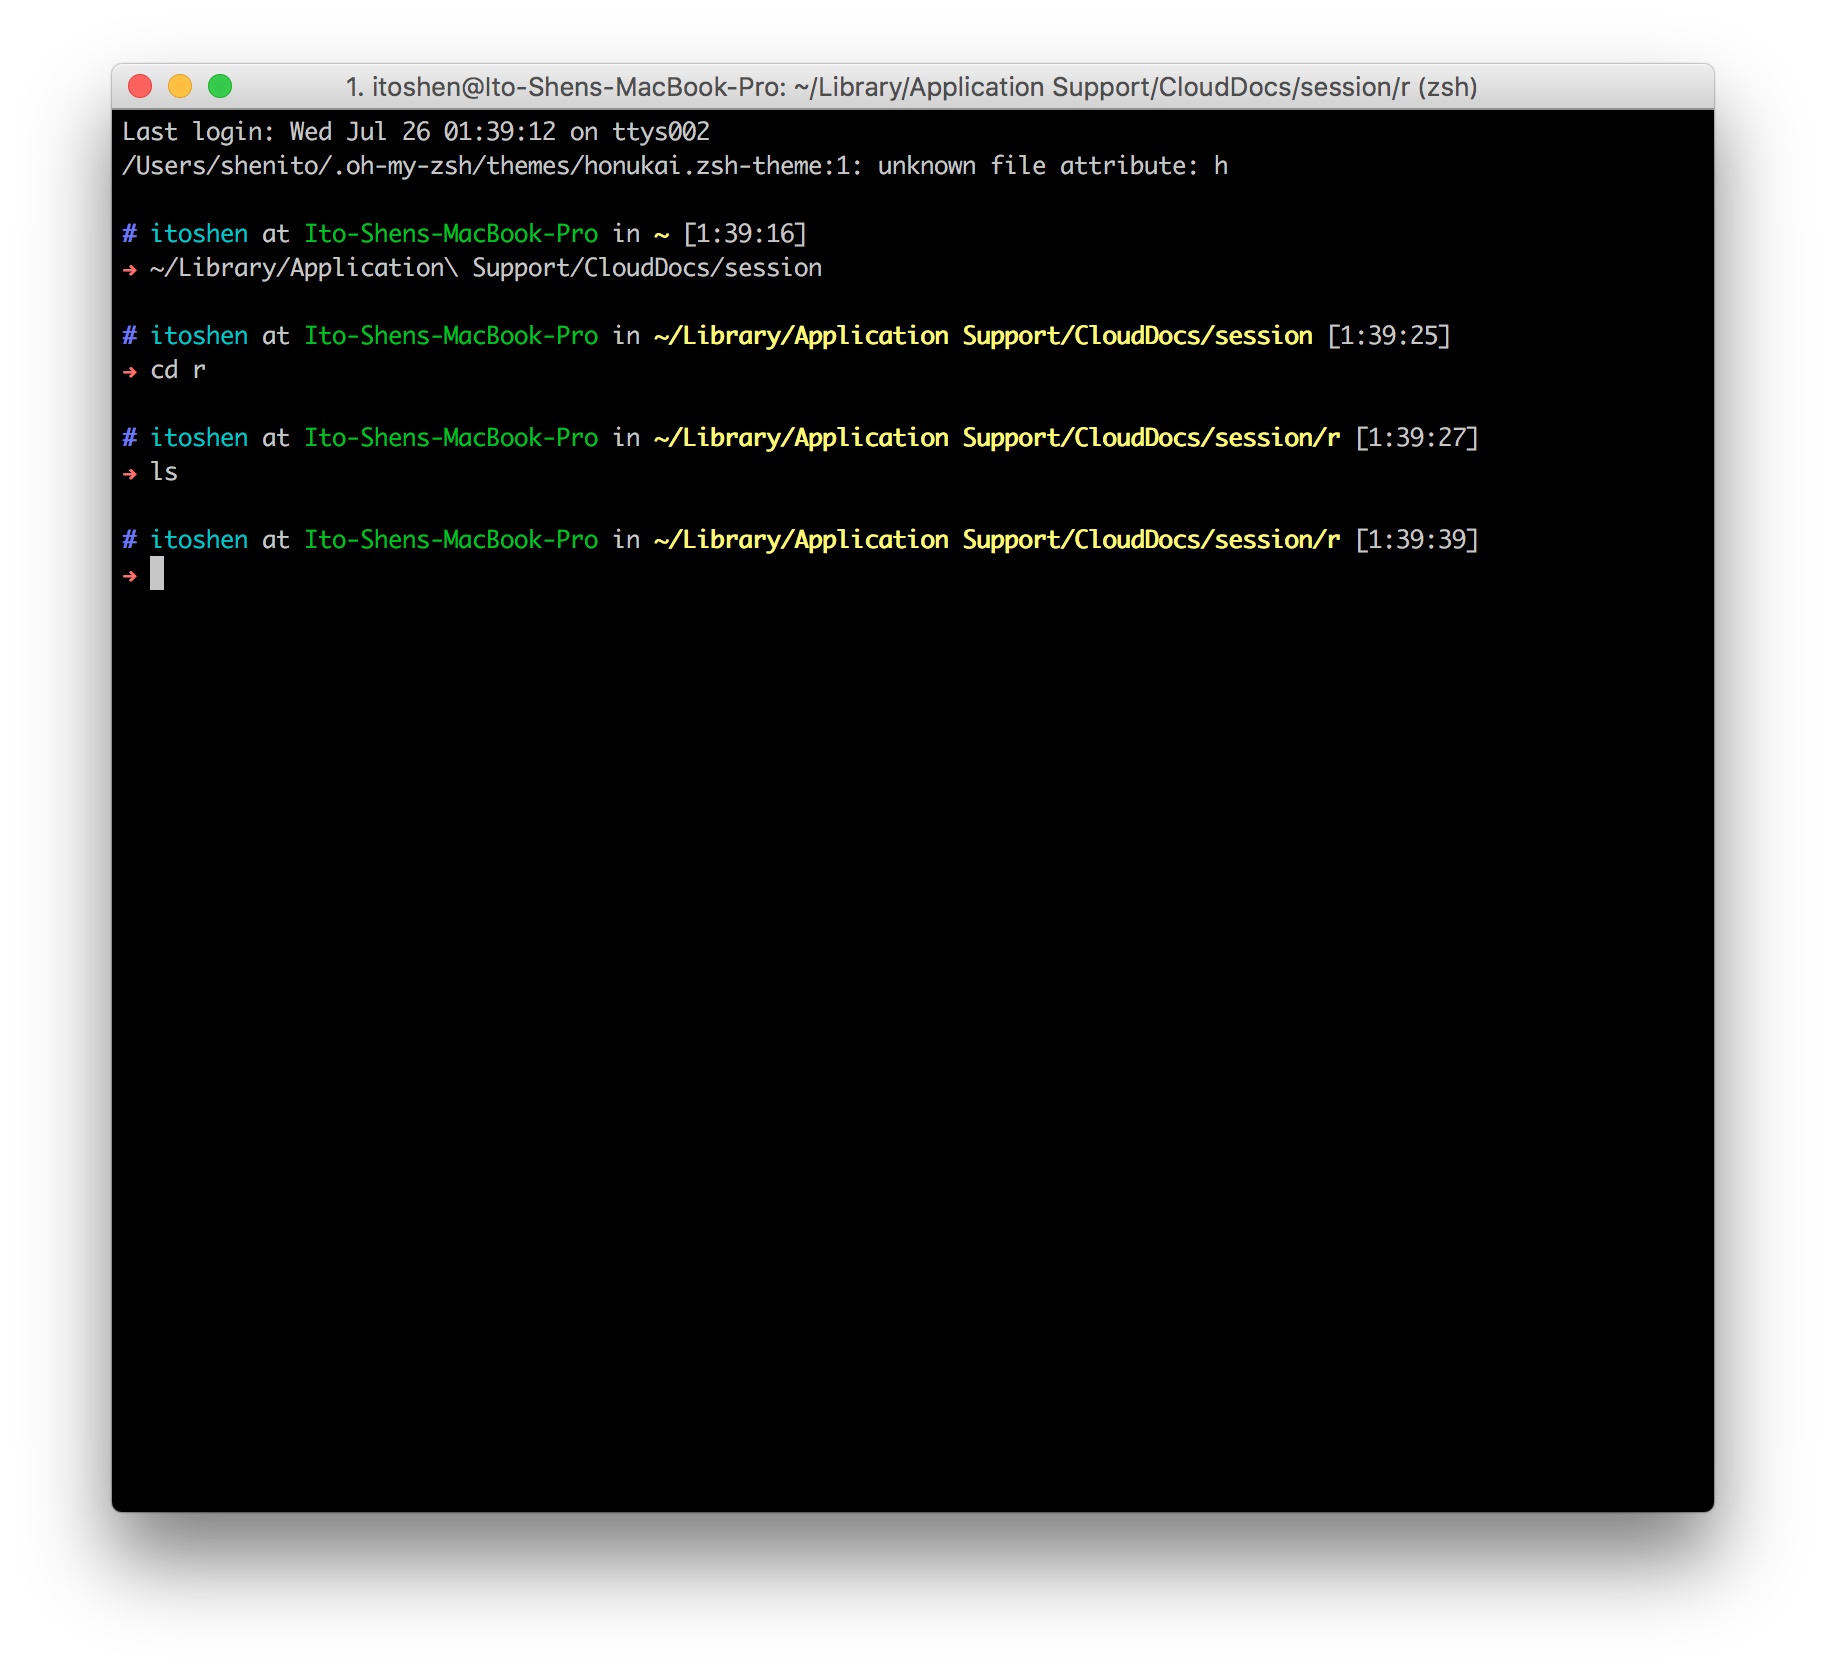 1. itoshen@Ito-Shens-MacBook-Pro: ~/Library/Application Support/CloudDocs/session/r (zsh)
Last login: Wed Jul 26 01:39:12 on ttys002
/Users/shenito/.oh-my-zsh/themes/honukai.zsh-theme:1: unknown file attribute: h
# itoshen at Ito-Shens-MacBook-Pro in ~ [1:39:16]
→ ~/Library/Application\ Support/CloudDocs/session
# itoshen at Ito-Shens-MacBook-Pro in ~/Library/Application Support/CloudDocs/session [1:39:25]
→ cd r
# itoshen at Ito-Shens-MacBook-Pro in ~/Library/Application Support/CloudDocs/session/r [1:39:27]
→ ls
# itoshen at Ito-Shens-MacBook-Pro in ~/Library/Application Support/CloudDocs/session/r [1:39:39]
→